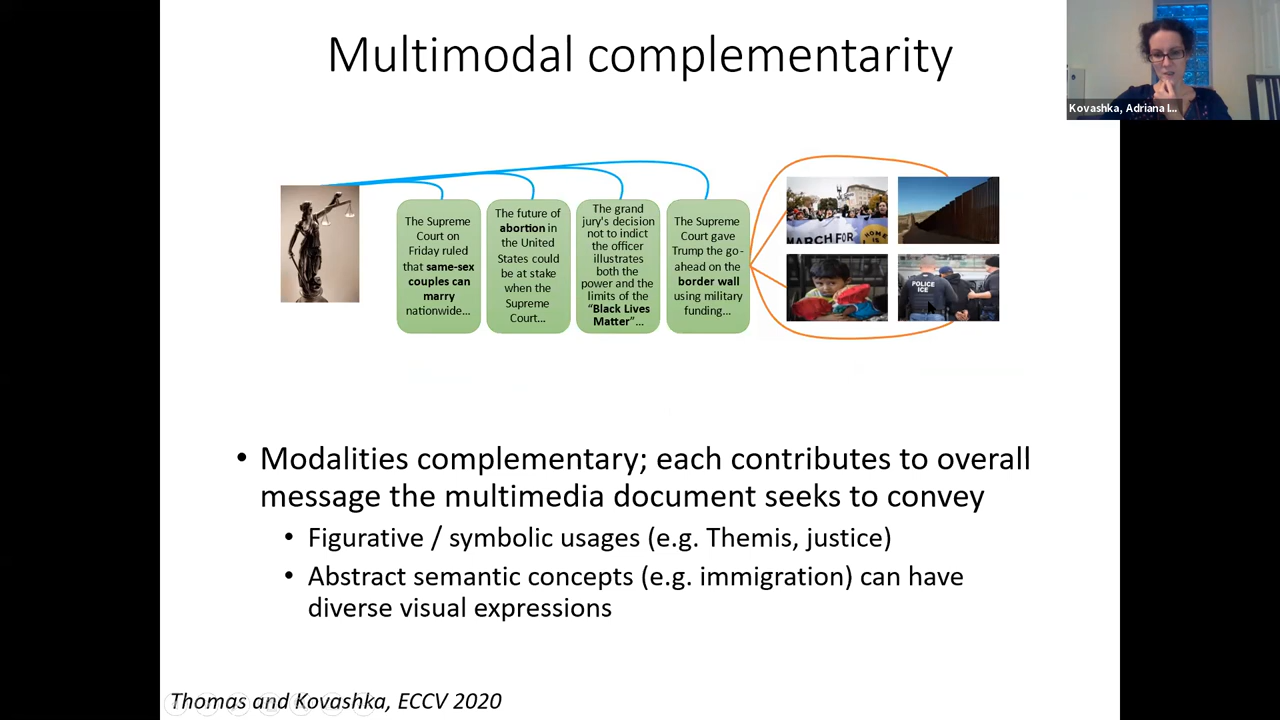 Multimodal complementarity
Kovashka, Adriana I...
The Supreme
Court on
Friday ruled
that same-sex
couples can
marry
nationwide...
The future of
abortion in
the United
States could
be at stake
when the
Supreme
Court...
The grand
jury's decision
not to indict
the officer
illustrates
both the
power and the
limits of the
"Black Lives
Matter"...
The Supreme
Court gave
Trump the go-
ahead on the
border wall
using military
funding...
MARCH FOR
HOME IS
POLICE
ICE
• Modalities complementary; each contributes to overall
message the multimedia document seeks to convey
• Figurative / symbolic usages (e.g. Themis, justice)
• Abstract semantic concepts (e.g. immigration) can have
diverse visual expressions
Thomas and Kovashka, ECCV 2020